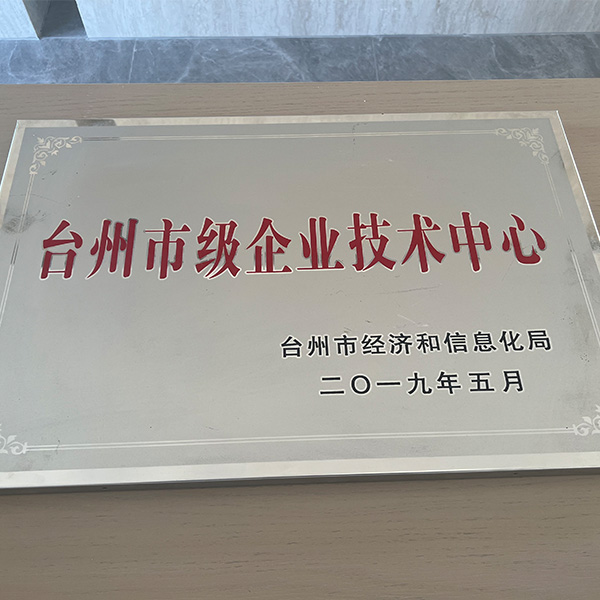 台州市级企业技术中心
台州市经济和信息化局
二〇一九年五月